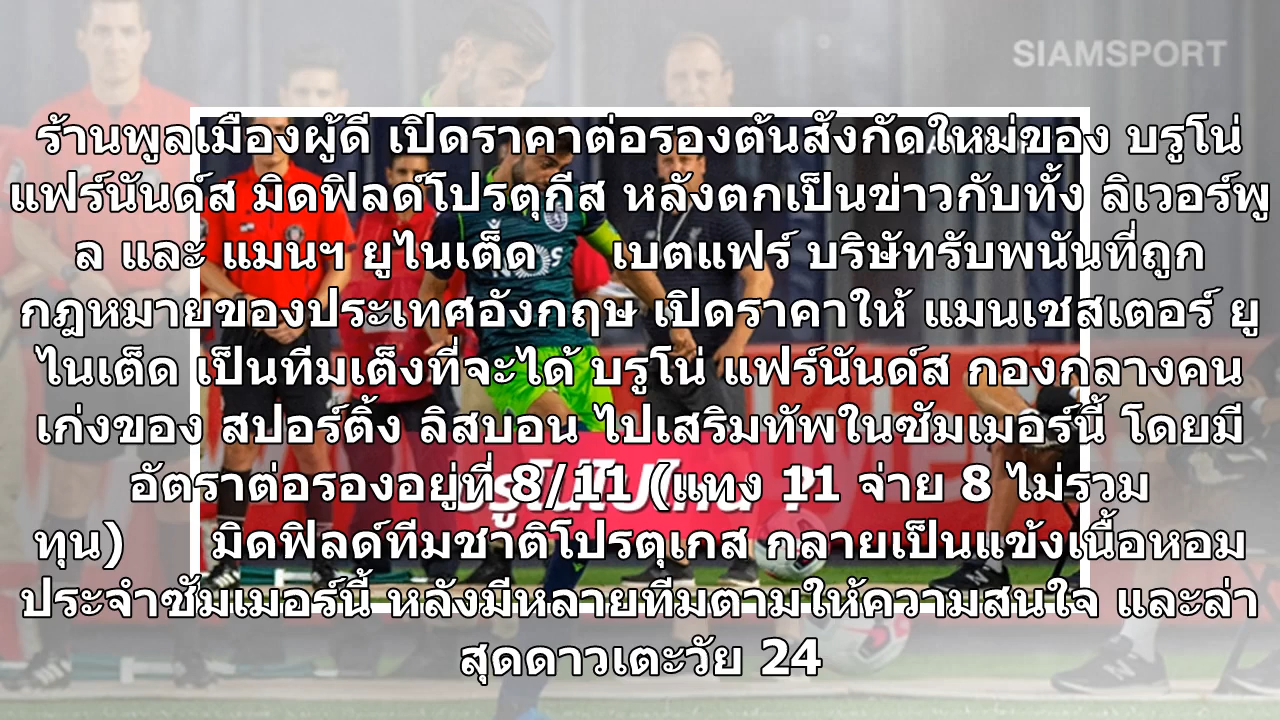 SIAMSPORT
ร้านพูลเมืองผู้ดี เปิดราคาต่อรองต้นสังกัดใหม่ของ บรูโน่
แฟร์นันด์ส มิดฟิลด์โปรตุกีส หลังตกเป็นข่าวกับทั้ง ลิเวอร์พู
ล และ แมนฯ ยูไนเต็ด เบตแฟร์ บริษัทรับพนันที่ถูก
กฎหมายของประเทศอังกฤษ เปิดราคาให้ แมนเชสเตอร์ ยู
ไนเต็ด เป็นทีมเต็งที่จะได้ บรูโน่ แฟร์นันด์ส กองกลางคน
เก่งของ สปอร์ติ้ง ลิสบอน ไปเสริมทัพในซัมเมอร์นี้ โดยมี
อัตราต่อรองอยู่ที่ 8/11 (แทง 11 จ่าย 8 ไม่รวม
ทุน) มิดฟิลด์ทีมชาติโปรตุเกส กลายเป็นแข้งเนื้อหอม
ประจำซัมเมอร์นี้ หลังมีหลายทีมตามให้ความสนใจ และล่า
สุดดาวเตะวัย 24